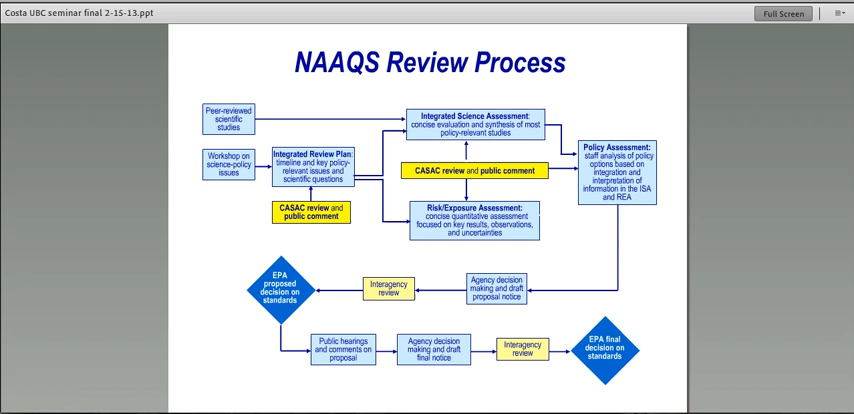 Costa UBC seminar final 2-15-13.ppt
Full Screen
NAAQS Review Process
Peer-reviewed
scientific
studies
Workshop on
science-policy
issues
Integrated Review Plan:
timeline and key policy-
relevant issues and
scientific questions
CASAC review and
public comment
Integrated Science Assessment:
concise evaluation and synthesis of most
policy-relevant studies
CASAC review and public comment
Risk/Exposure Assessment:
concise quantitative assessment
focused on key results, observations,
and uncertainties
Policy Assessment:
staff analysis of policy
options based on
integration and
interpretation of
information in the ISA
and REA
Agency decision
making and draft
proposal notice
Interagency
review
EPA
proposed
decision on
standards
Public hearings
and comments on
proposal
Agency decision
making and draft
final notice
Interagency
review
EPA final
decision on
standards